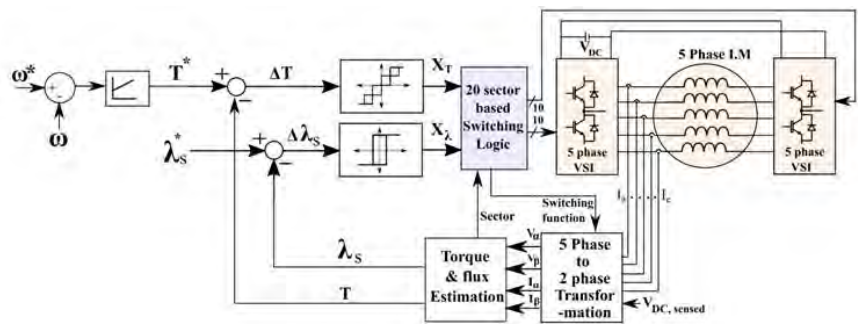 ω*
+
-
ω
T*
+
-
ΔT
X_T
λ_S*
+
-
Δλ_S
X_λ
20 sector
based
Switching
Logic
10
10
V_DC
5 phase
VSI
5 Phase I.M
5 phase
VSI
I_a . . . . I_e
Sector
Switching
function
λ_S
T
Torque
& flux
Estimation
V_α
V_β
I_α
I_β
5 Phase
to
2 phase
Transfor
-mation
V_DC, sensed